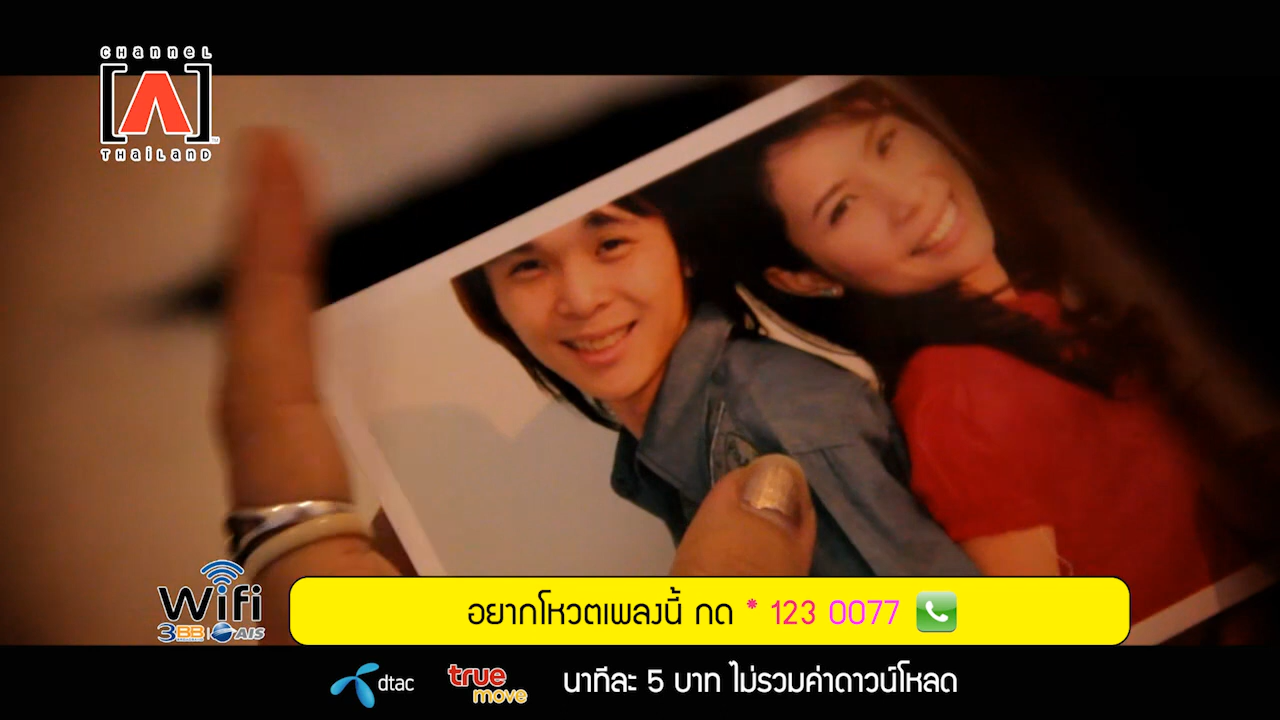 CHanneL
[A]™
THaiLAND
Wifi
3BB AIS
อยากโหวตเพลงนี้ กด * 123 0077
dtac
true move
นาทีละ 5 บาท ไม่รวมค่าดาวน์โหลด